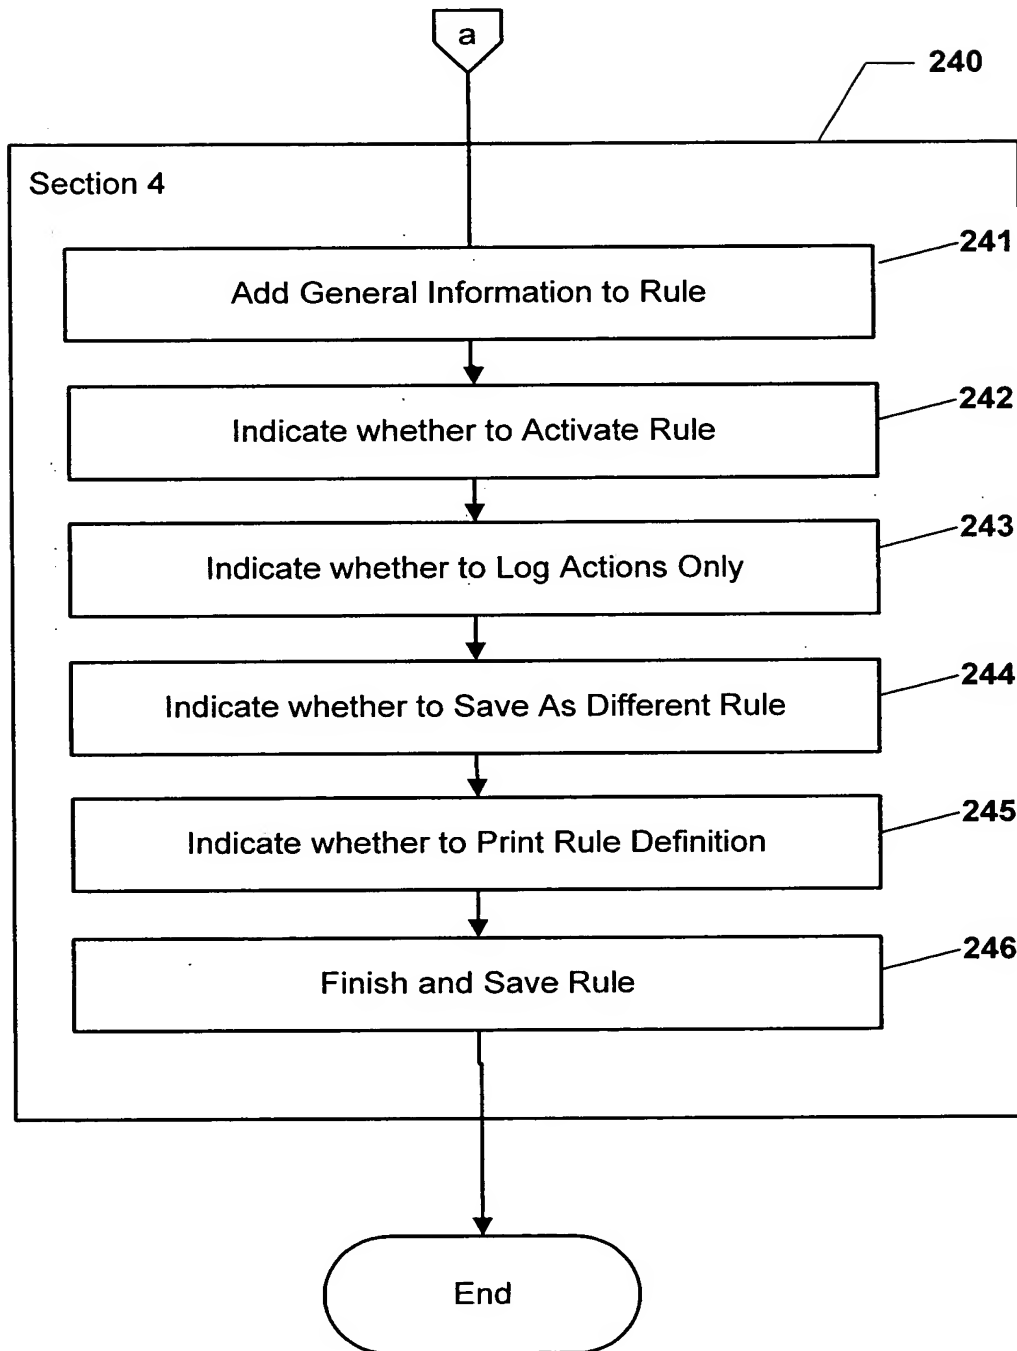 a
240
Section 4
241
Add General Information to Rule
242
Indicate whether to Activate Rule
243
Indicate whether to Log Actions Only
244
Indicate whether to Save As Different Rule
245
Indicate whether to Print Rule Definition
246
Finish and Save Rule
End